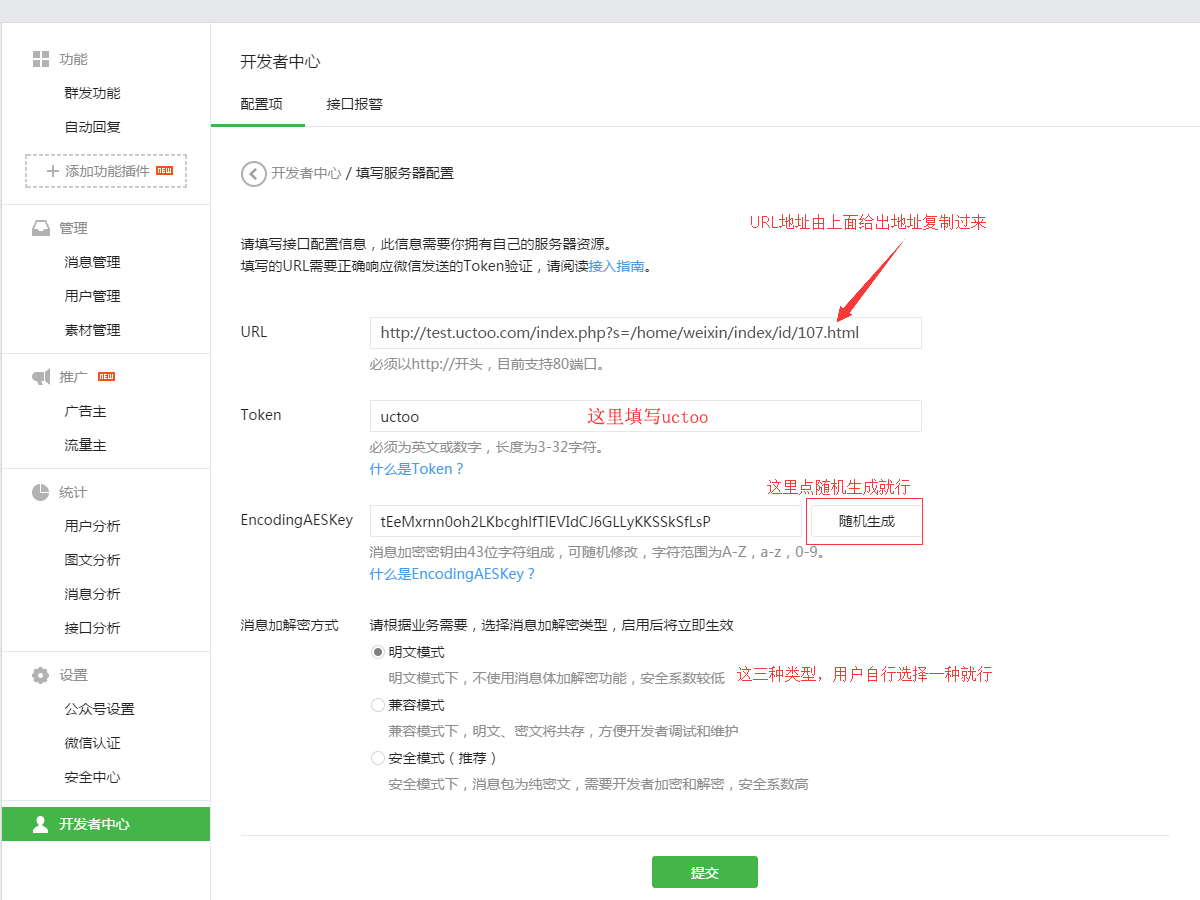 功能
群发功能
自动回复
添加功能插件 NEW
管理
消息管理
用户管理
素材管理
推广 NEW
广告主
流量主
统计
用户分析
图文分析
消息分析
接口分析
设置
公众号设置
微信认证
安全中心
开发者中心
开发者中心
配置项 接口报警
开发者中心 / 填写服务器配置
URL地址由上面给出地址复制过来
请填写接口配置信息，此信息需要你拥有自己的服务器资源。
填写的URL需要正确响应微信发送的Token验证，请阅读接入指南。
URL http://test.uctoo.com/index.php?s=/home/weixin/index/id/107.html
必须以http://开头，目前支持80端口。
Token uctoo 这里填写uctoo
必须为英文或数字，长度为3-32字符。
什么是Token？
这里点随机生成就行
EncodingAESKey tEeMxrnn0oh2LKbcghlfTlEVIdCJ6GLLyKKSSkSfLsP 随机生成
消息加密密钥由43位字符组成，可随机修改，字符范围为A-Z，a-z，0-9。
什么是EncodingAESKey？
消息加解密方式 请根据业务需要，选择消息加解密类型，启用后将立即生效
明文模式
明文模式下，不使用消息体加解密功能，安全系数较低 这三种类型，用户自行选择一种就行
兼容模式
兼容模式下，明文、密文将共存，方便开发者调试和维护
安全模式（推荐）
安全模式下，消息包为纯密文，需要开发者加密和解密，安全系数高
提交